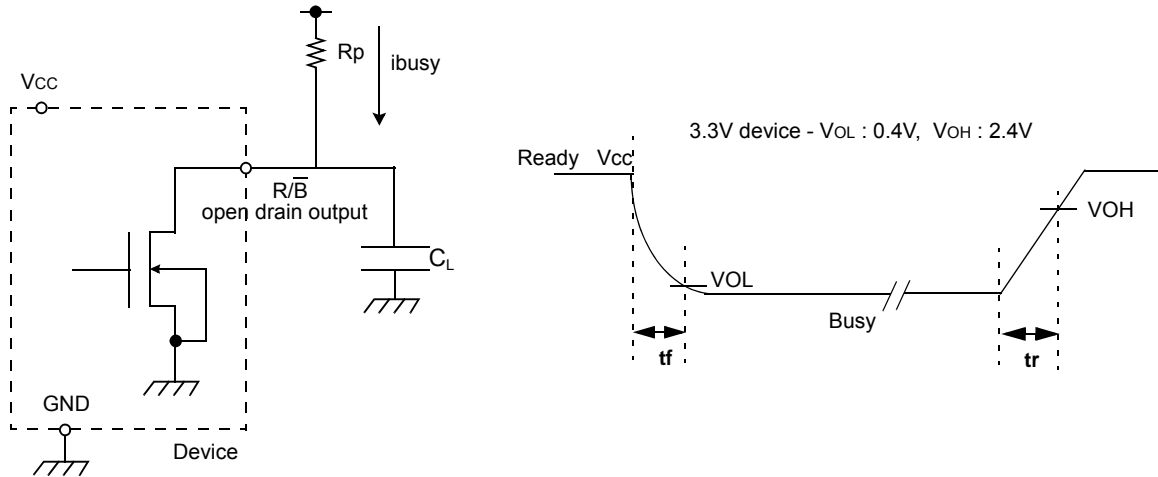 Rp
ibusy
VCC
R/B̅
open drain output
CL
GND
Device
3.3V device - VOL : 0.4V, VOH : 2.4V
Ready Vcc
VOH
VOL
Busy
tf
tr